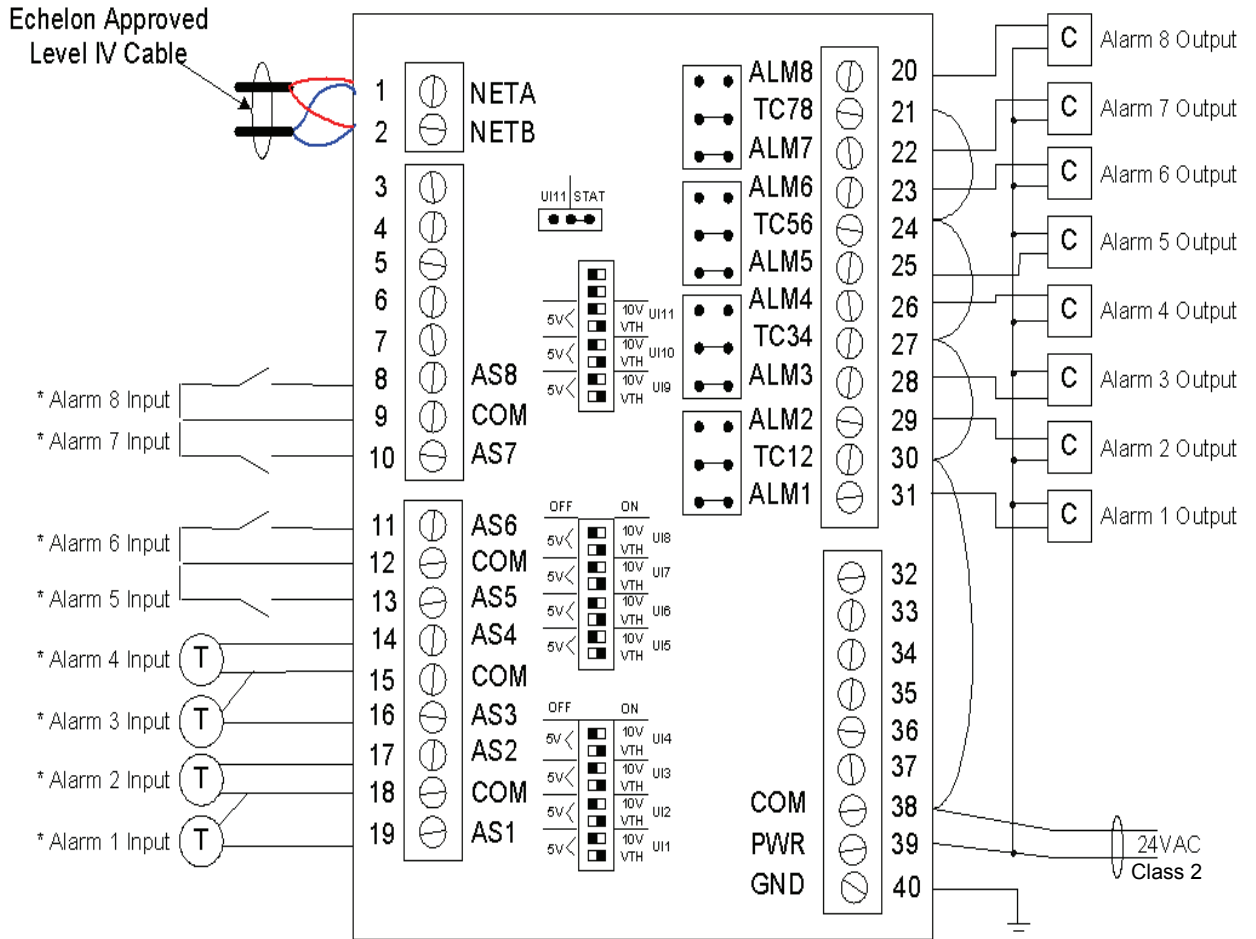 Echelon Approved
Level IV Cable
1 NETA
2 NETB
3
4
5
6
7
8 AS8
9 COM
10 AS7
11 AS6
12 COM
13 AS5
14 AS4
15 COM
16 AS3
17 AS2
18 COM
19 AS1
* Alarm 8 Input
* Alarm 7 Input
* Alarm 6 Input
* Alarm 5 Input
* Alarm 4 Input
T
* Alarm 3 Input
T
* Alarm 2 Input
T
* Alarm 1 Input
T
UI11 STAT
5V< 10V UI11
VTH
5V< 10V UI10
VTH
5V< 10V UI9
VTH
OFF ON
5V< 10V UI8
VTH
5V< 10V UI7
VTH
5V< 10V UI6
VTH
5V< 10V UI5
VTH
OFF ON
5V< 10V UI4
VTH
5V< 10V UI3
VTH
5V< 10V UI2
VTH
5V< 10V UI1
VTH
ALM8 20
TC78 21
ALM7 22
ALM6 23
TC56 24
ALM5 25
ALM4 26
TC34 27
ALM3 28
ALM2 29
TC12 30
ALM1 31
32
33
34
35
36
37
COM 38
PWR 39
GND 40
C Alarm 8 Output
C Alarm 7 Output
C Alarm 6 Output
C Alarm 5 Output
C Alarm 4 Output
C Alarm 3 Output
C Alarm 2 Output
C Alarm 1 Output
24VAC
Class 2